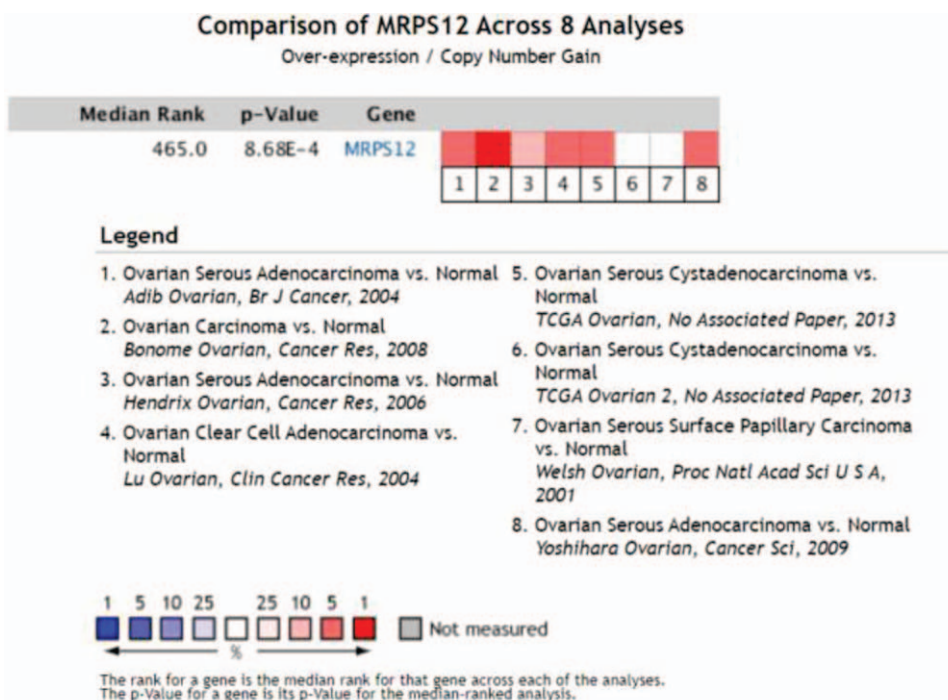 Comparison of MRPS12 Across 8 Analyses
Over-expression / Copy Number Gain
Median Rank p-Value Gene
465.0 8.68E-4 MRPS12
1 2 3 4 5 6 7 8
Legend
1. Ovarian Serous Adenocarcinoma vs. Normal
Adib Ovarian, Br J Cancer, 2004
2. Ovarian Carcinoma vs. Normal
Bonome Ovarian, Cancer Res, 2008
3. Ovarian Serous Adenocarcinoma vs. Normal
Hendrix Ovarian, Cancer Res, 2006
4. Ovarian Clear Cell Adenocarcinoma vs.
Normal
Lu Ovarian, Clin Cancer Res, 2004
5. Ovarian Serous Cystadenocarcinoma vs.
Normal
TCGA Ovarian, No Associated Paper, 2013
6. Ovarian Serous Cystadenocarcinoma vs.
Normal
TCGA Ovarian 2, No Associated Paper, 2013
7. Ovarian Serous Surface Papillary Carcinoma
vs. Normal
Welsh Ovarian, Proc Natl Acad Sci U S A,
2001
8. Ovarian Serous Adenocarcinoma vs. Normal
Yoshihara Ovarian, Cancer Sci, 2009
1 5 10 25 25 10 5 1
Not measured
%
The rank for a gene is the median rank for that gene across each of the analyses.
The p-Value for a gene is its p-Value for the median-ranked analysis.